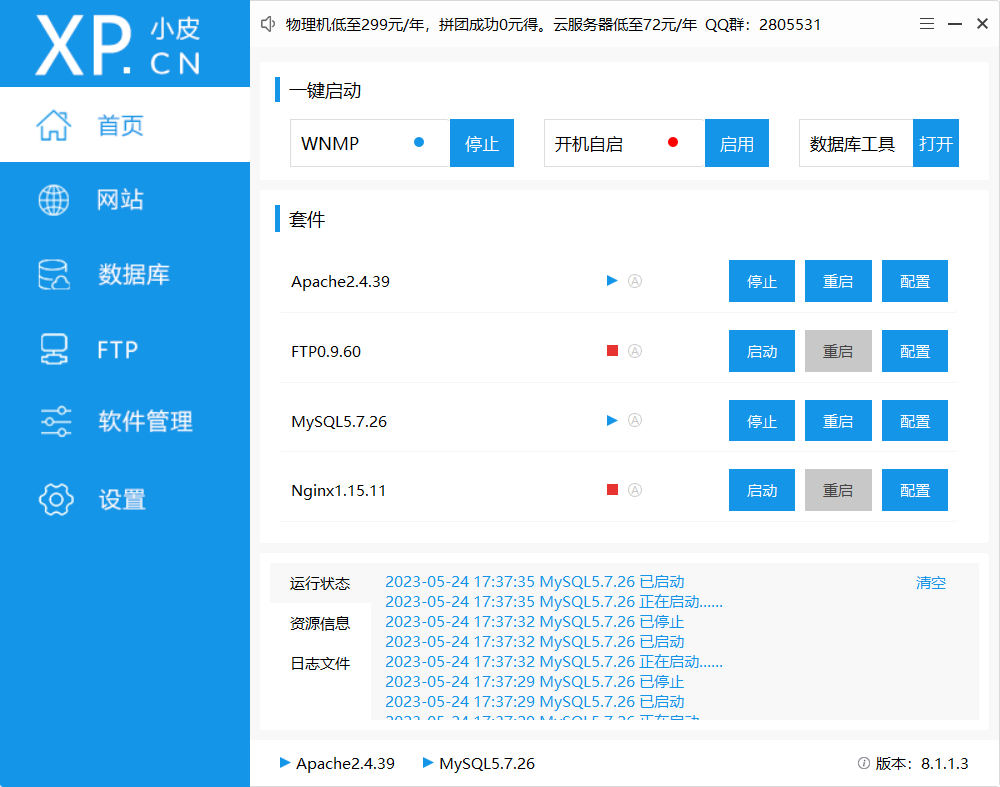 XP.小皮
CN
物理机低至299元/年，拼团成功0元得。云服务器低至72元/年 QQ群：2805531
首页
网站
数据库
FTP
软件管理
设置
一键启动
WNMP 停止 开机自启 启用 数据库工具 打开
套件
Apache2.4.39 Ⓐ 停止 重启 配置
FTP0.9.60 Ⓐ 启动 重启 配置
MySQL5.7.26 Ⓐ 停止 重启 配置
Nginx1.15.11 Ⓐ 启动 重启 配置
运行状态
资源信息
日志文件
2023-05-24 17:37:35 MySQL5.7.26 已启动
2023-05-24 17:37:35 MySQL5.7.26 正在启动......
2023-05-24 17:37:32 MySQL5.7.26 已停止
2023-05-24 17:37:32 MySQL5.7.26 已启动
2023-05-24 17:37:32 MySQL5.7.26 正在启动......
2023-05-24 17:37:29 MySQL5.7.26 已停止
2023-05-24 17:37:29 MySQL5.7.26 已启动
清空
Apache2.4.39 MySQL5.7.26 版本：8.1.1.3